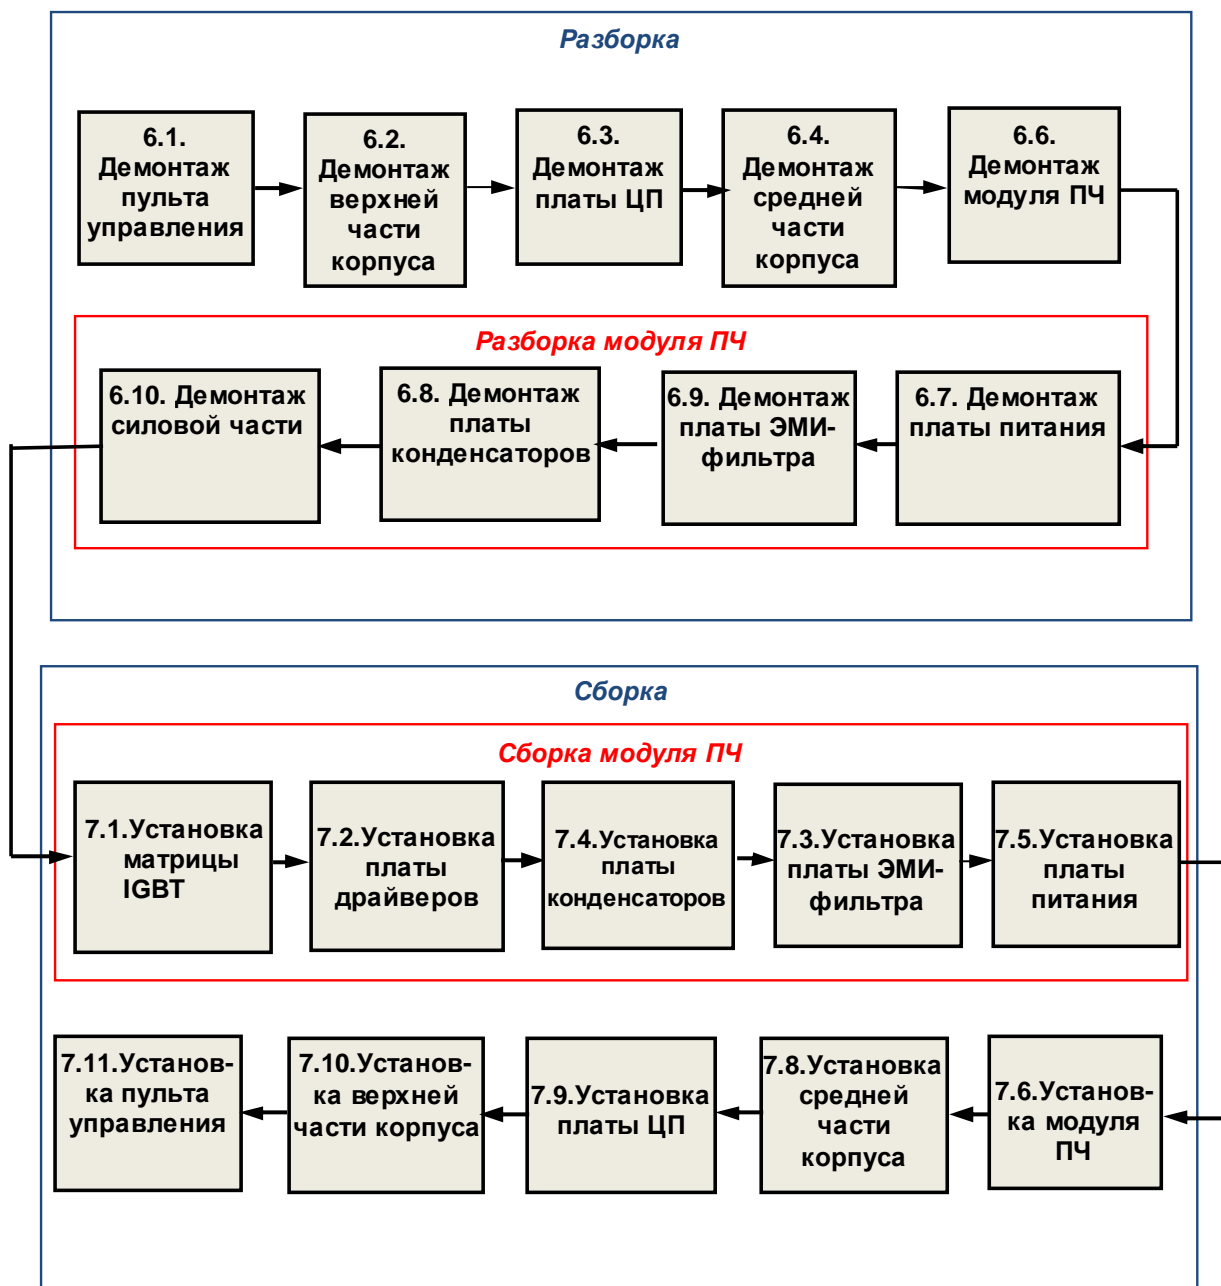 Разборка
6.1.
Демонтаж
пульта
управления
6.2.
Демонтаж
верхней
части
корпуса
6.3.
Демонтаж
платы ЦП
6.4.
Демонтаж
средней
части
корпуса
6.6.
Демонтаж
модуля ПЧ
Разборка модуля ПЧ
6.10. Демонтаж
силовой части
6.8. Демонтаж
платы
конденсаторов
6.9. Демонтаж
платы ЭМИ-
фильтра
6.7. Демонтаж
платы питания
Сборка
Сборка модуля ПЧ
7.1.Установка
матрицы
IGBT
7.2.Установка
платы
драйверов
7.4.Установка
платы
конденсаторов
7.3.Установка
платы ЭМИ-
фильтра
7.5.Установка
платы
питания
7.11.Установ-
ка пульта
управления
7.10.Установ-
ка верхней
части корпуса
7.9.Установка
платы ЦП
7.8.Установка
средней
части
корпуса
7.6.Установ-
ка модуля
ПЧ